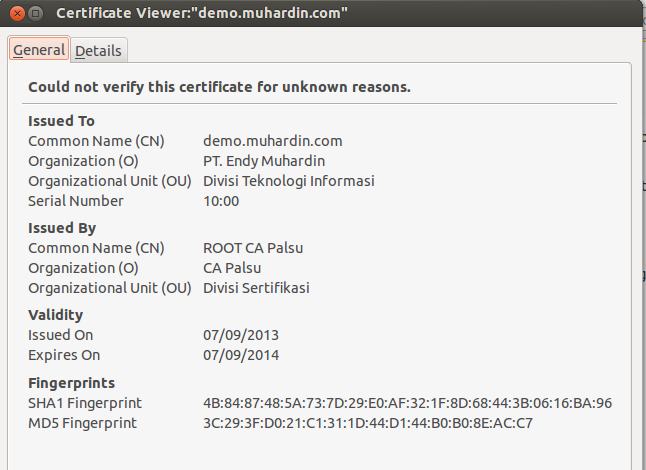 Certificate Viewer:"demo.muhardin.com"
General Details
Could not verify this certificate for unknown reasons.
Issued To
Common Name (CN) demo.muhardin.com
Organization (O) PT. Endy Muhardin
Organizational Unit (OU) Divisi Teknologi Informasi
Serial Number 10:00
Issued By
Common Name (CN) ROOT CA Palsu
Organization (O) CA Palsu
Organizational Unit (OU) Divisi Sertifikasi
Validity
Issued On 07/09/2013
Expires On 07/09/2014
Fingerprints
SHA1 Fingerprint 4B:84:87:48:5A:73:7D:29:E0:AF:32:1F:8D:68:44:3B:06:16:BA:96
MD5 Fingerprint 3C:29:3F:D0:21:C1:31:1D:44:D1:44:B0:B0:8E:AC:C7